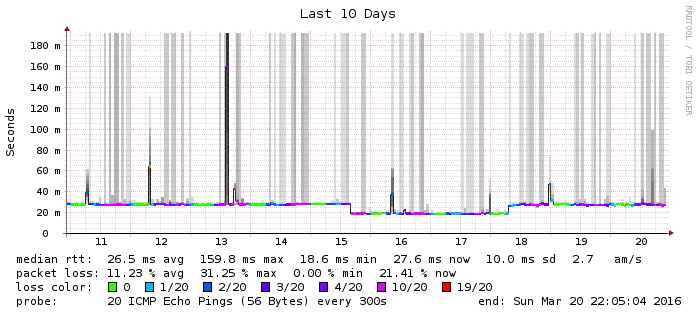 Last 10 Days
RRDTOOL / TOBI OETIKER
Seconds
180 m
160 m
140 m
120 m
100 m
80 m
60 m
40 m
20 m
0
11 12 13 14 15 16 17 18 19 20
median rtt: 26.5 ms avg 159.8 ms max 18.6 ms min 27.6 ms now 10.0 ms sd 2.7 am/s
packet loss: 11.23 % avg 31.25 % max 0.00 % min 21.41 % now
loss color: 0 1/20 2/20 3/20 4/20 10/20 19/20
probe: 20 ICMP Echo Pings (56 Bytes) every 300s end: Sun Mar 20 22:05:04 2016